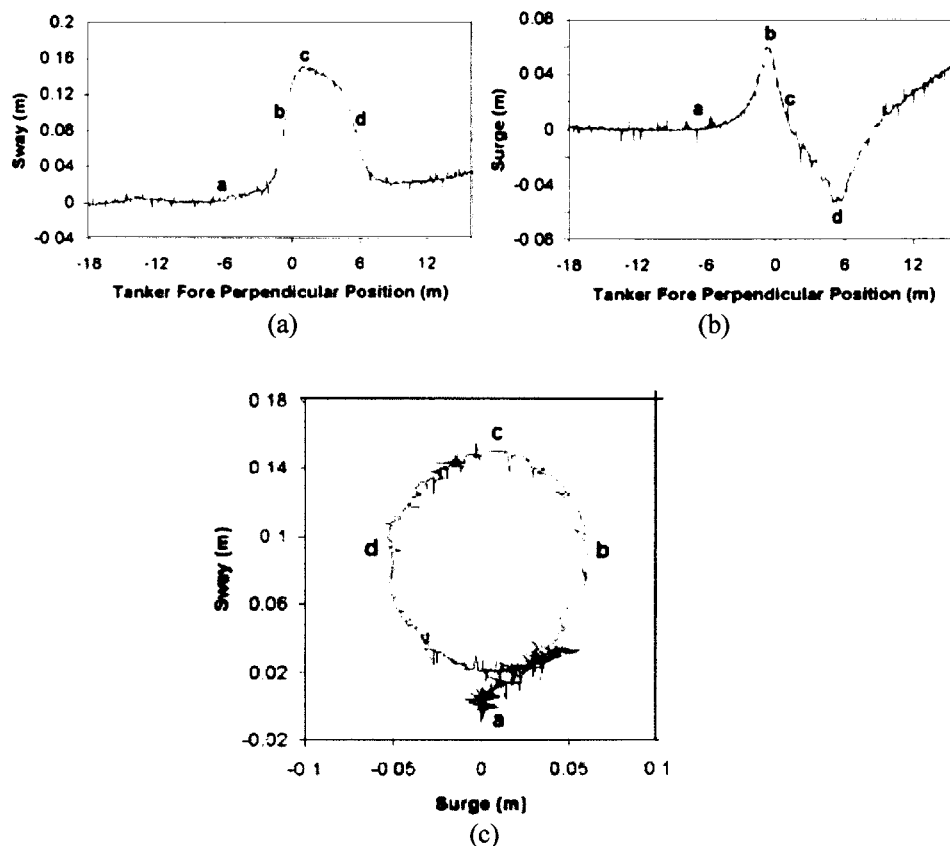 0.2
0.16
0.12
0 08
0 04
0
-0 04
Sway (m)
a
b
c
d
-18
-12
-6
0
6
12
Tanker Fore Perpendicular Position (m)
(a)
0.08
0.04
0
-0.04
-0.08
Surge (m)
a
b
c
d
-18
-12
-6
0
6
12
Tanker Fore Perpendicular Position (m)
(b)
0 18
0 14
0 1
0.06
0 02
-0.02
Sway (m)
c
d
b
a
-0 1
-0 05
0
0.05
0 1
Surge (m)
(c)